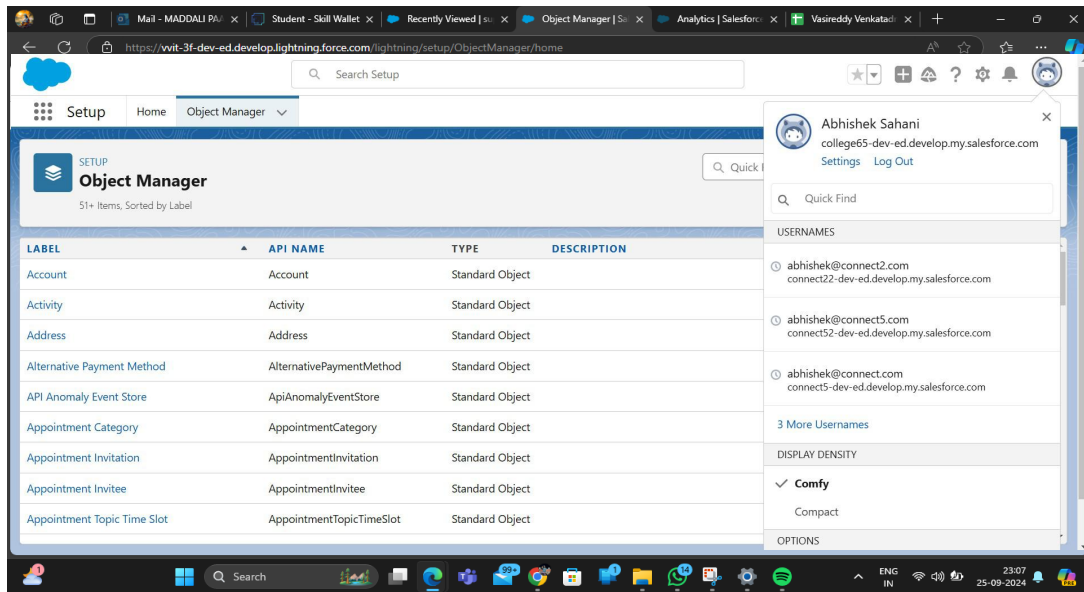 Mail - MADDALI PA
Student - Skill Wallet
Recently Viewed | su
Object Manager | Sa
Analytics | Salesforc
Vasireddy Venkatadri
https://vvit-3f-dev-ed.develop.lightning.force.com/lightning/setup/ObjectManager/home
Search Setup
Setup
Home
Object Manager
SETUP
Object Manager
51+ Items, Sorted by Label
Quick F
LABEL API NAME TYPE DESCRIPTION
Account Account Standard Object
Activity Activity Standard Object
Address Address Standard Object
Alternative Payment Method AlternativePaymentMethod Standard Object
API Anomaly Event Store ApiAnomalyEventStore Standard Object
Appointment Category AppointmentCategory Standard Object
Appointment Invitation AppointmentInvitation Standard Object
Appointment Invitee AppointmentInvitee Standard Object
Appointment Topic Time Slot AppointmentTopicTimeSlot Standard Object
Abhishek Sahani
college65-dev-ed.develop.my.salesforce.com
Settings Log Out
Quick Find
USERNAMES
abhishek@connect2.com
connect22-dev-ed.develop.my.salesforce.com
abhishek@connect5.com
connect52-dev-ed.develop.my.salesforce.com
abhishek@connect.com
connect5-dev-ed.develop.my.salesforce.com
3 More Usernames
DISPLAY DENSITY
Comfy
Compact
OPTIONS
1
Search
99+
1
14
ENG
IN
23:07
25-09-2024
PRE